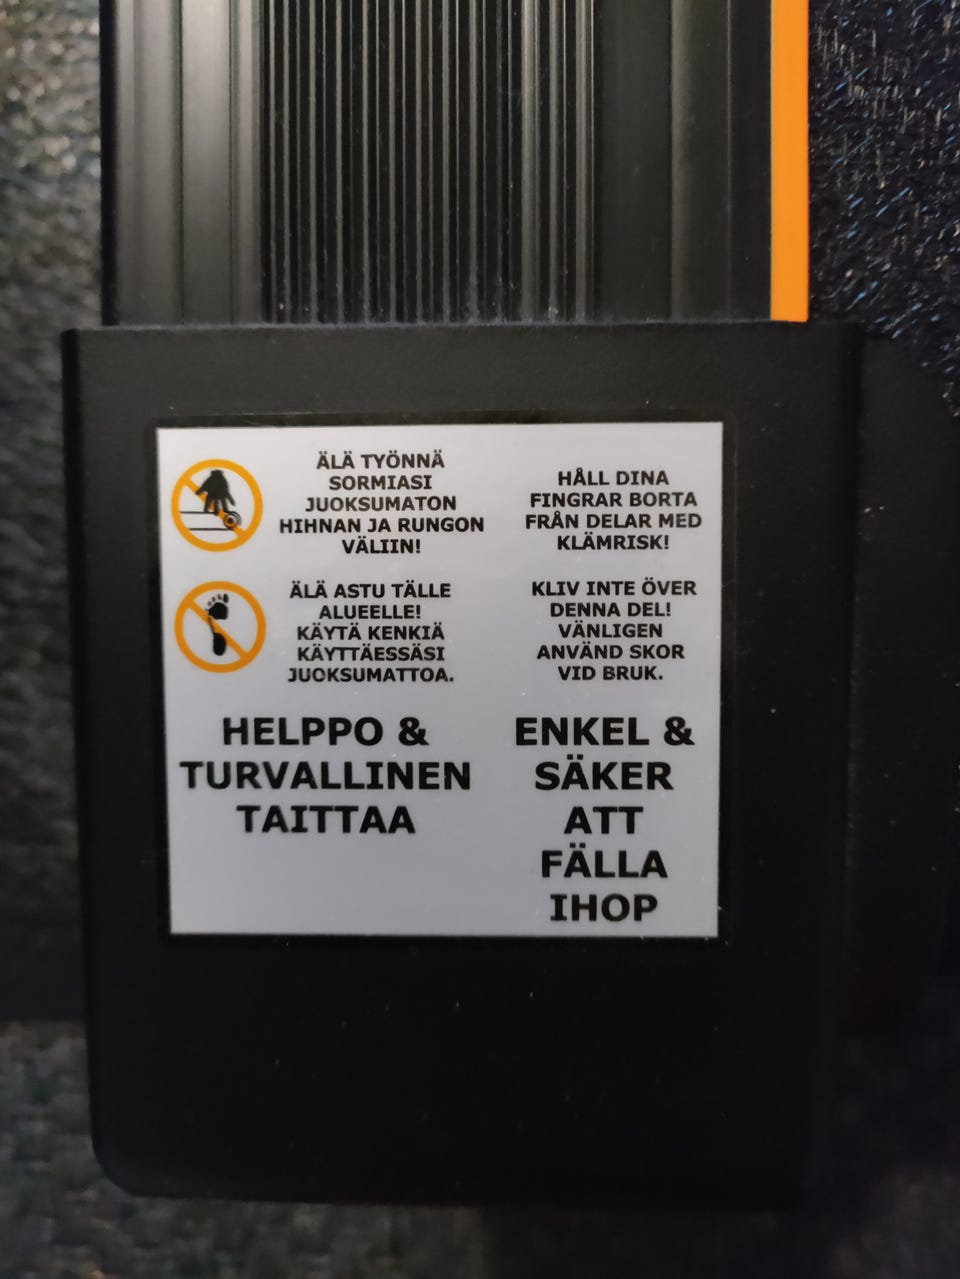 ÄLÄ TYÖNNÄ
SORMIASI
JUOKSUMATON
HIHNAN JA RUNGON
VÄLIIN!
HÅLL DINA
FINGRAR BORTA
FRÅN DELAR MED
KLÄMRISK!
ÄLÄ ASTU TÄLLE
ALUEELLE!
KÄYTÄ KENKIÄ
KÄYTTÄESSÄSI
JUOKSUMATTOA.
KLIV INTE ÖVER
DENNA DEL!
VÄNLIGEN
ANVÄND SKOR
VID BRUK.
HELPPO &
TURVALLINEN
TAITTAA
ENKEL &
SÄKER
ATT
FÄLLA
IHOP